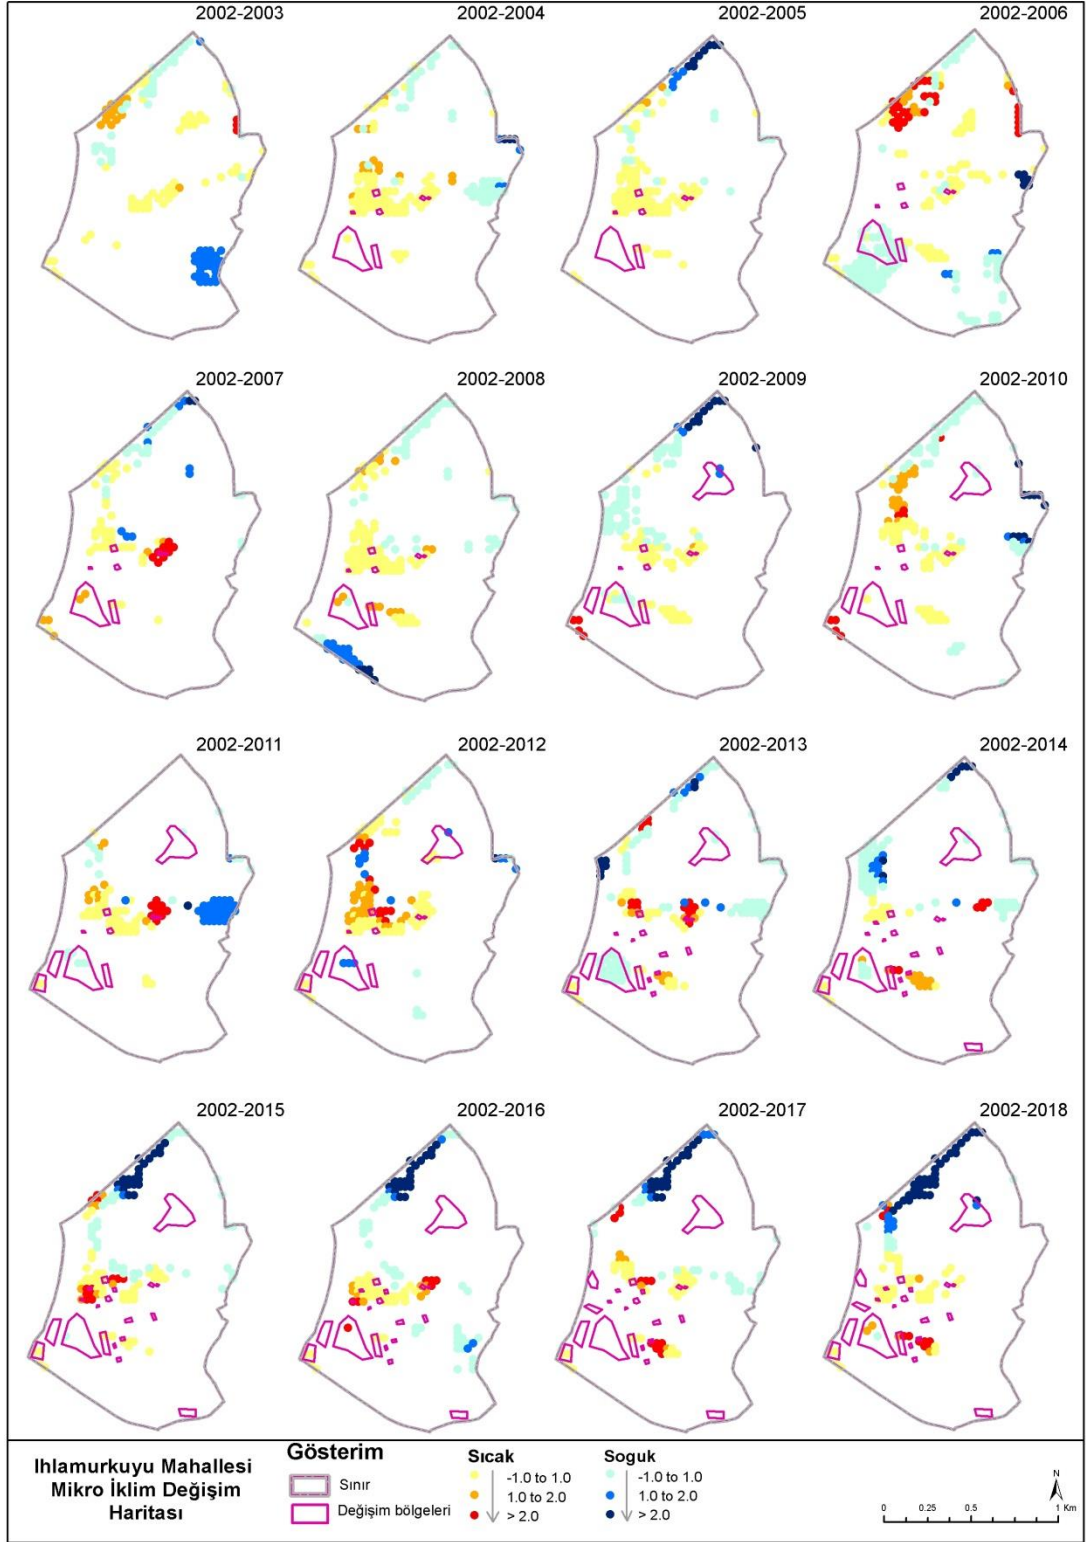 2002-2003
2002-2004
2002-2005
2002-2006
2002-2007
2002-2008
2002-2009
2002-2010
2002-2011
2002-2012
2002-2013
2002-2014
2002-2015
2002-2016
2002-2017
2002-2018
Ihlamurkuyu Mahallesi
Mikro İklim Değişim
Haritası
Gösterim
Sınır
Değişim bölgeleri
Sıcak
-1.0 to 1.0
1.0 to 2.0
> 2.0
Soguk
-1.0 to 1.0
1.0 to 2.0
> 2.0
N
0 0.25 0.5 1 Km